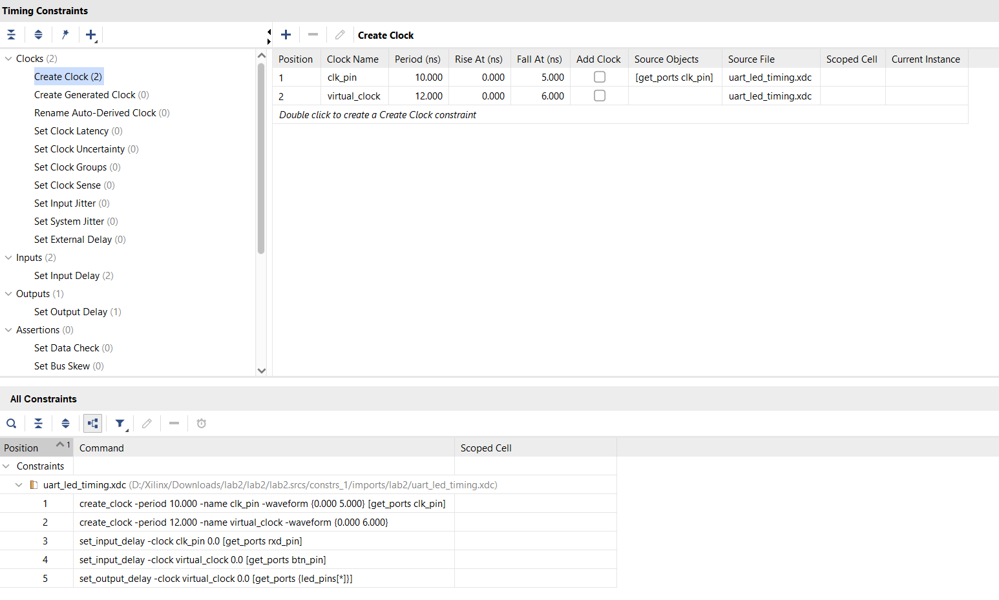 Timing Constraints
Create Clock
Clocks (2)
Create Clock (2)
Create Generated Clock (0)
Rename Auto-Derived Clock (0)
Set Clock Latency (0)
Set Clock Uncertainty (0)
Set Clock Groups (0)
Set Clock Sense (0)
Set Input Jitter (0)
Set System Jitter (0)
Set External Delay (0)
Inputs (2)
Set Input Delay (2)
Outputs (1)
Set Output Delay (1)
Assertions (0)
Set Data Check (0)
Set Bus Skew (0)
Position Clock Name Period (ns) Rise At (ns) Fall At (ns) Add Clock Source Objects Source File Scoped Cell Current Instance
1 clk_pin 10.000 0.000 5.000 [get_ports clk_pin] uart_led_timing.xdc
2 virtual_clock 12.000 0.000 6.000 uart_led_timing.xdc
Double click to create a Create Clock constraint
All Constraints
Position 1 Command Scoped Cell
Constraints
uart_led_timing.xdc (D:/Xilinx/Downloads/lab2/lab2/lab2.srcs/constrs_1/imports/lab2/uart_led_timing.xdc)
1 create_clock -period 10.000 -name clk_pin -waveform {0.000 5.000} [get_ports clk_pin]
2 create_clock -period 12.000 -name virtual_clock -waveform {0.000 6.000}
3 set_input_delay -clock clk_pin 0.0 [get_ports rxd_pin]
4 set_input_delay -clock virtual_clock 0.0 [get_ports btn_pin]
5 set_output_delay -clock virtual_clock 0.0 [get_ports {led_pins[*]}]